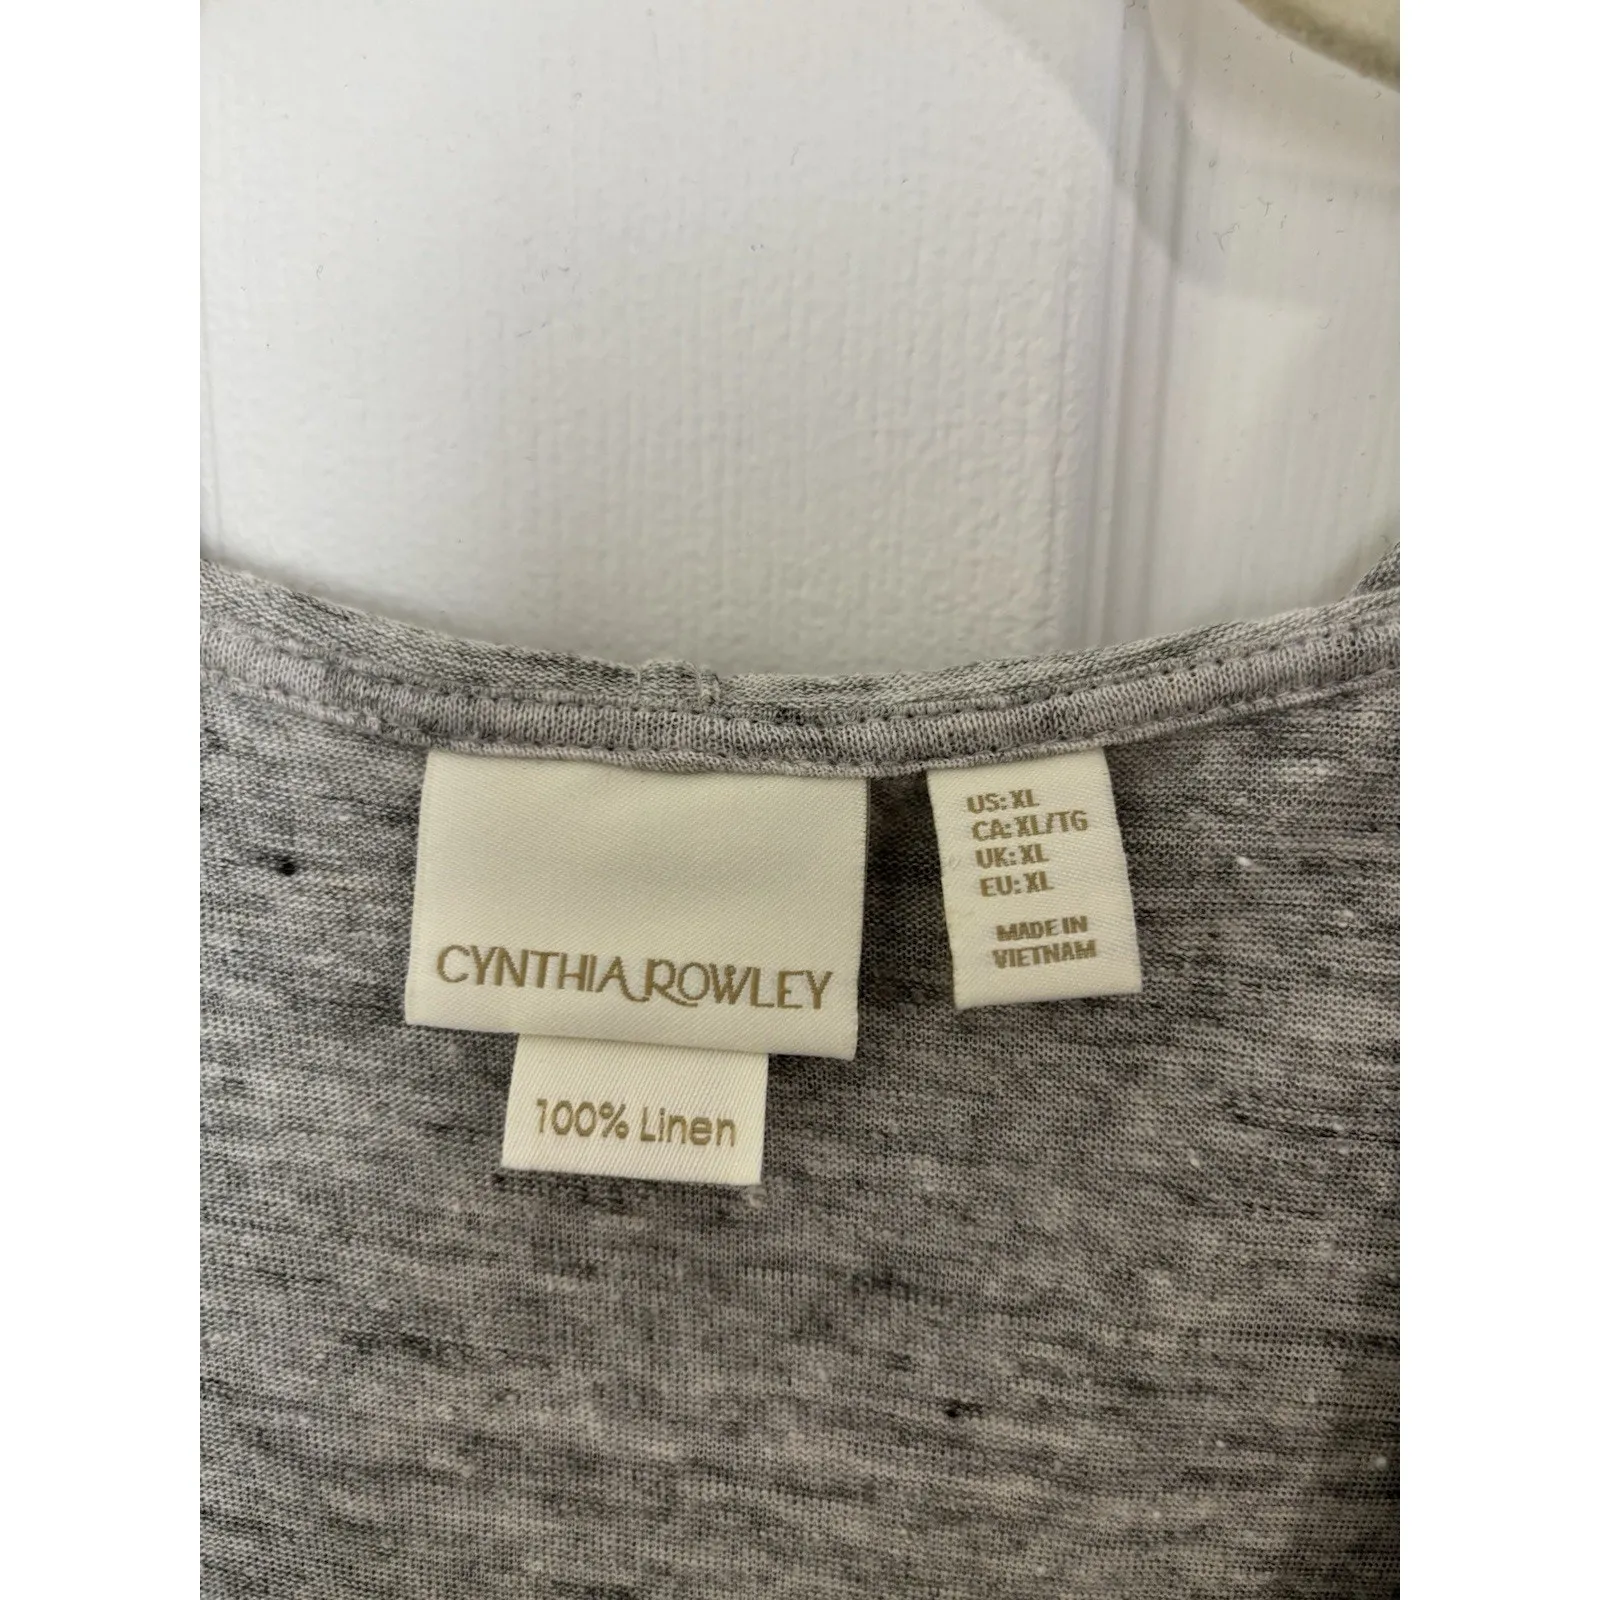 CYNTHIA ROWLEY
100% Linen
US: XL
CA: XL/TG
UK: XL
EU: XL
MADE IN
VIETNAM